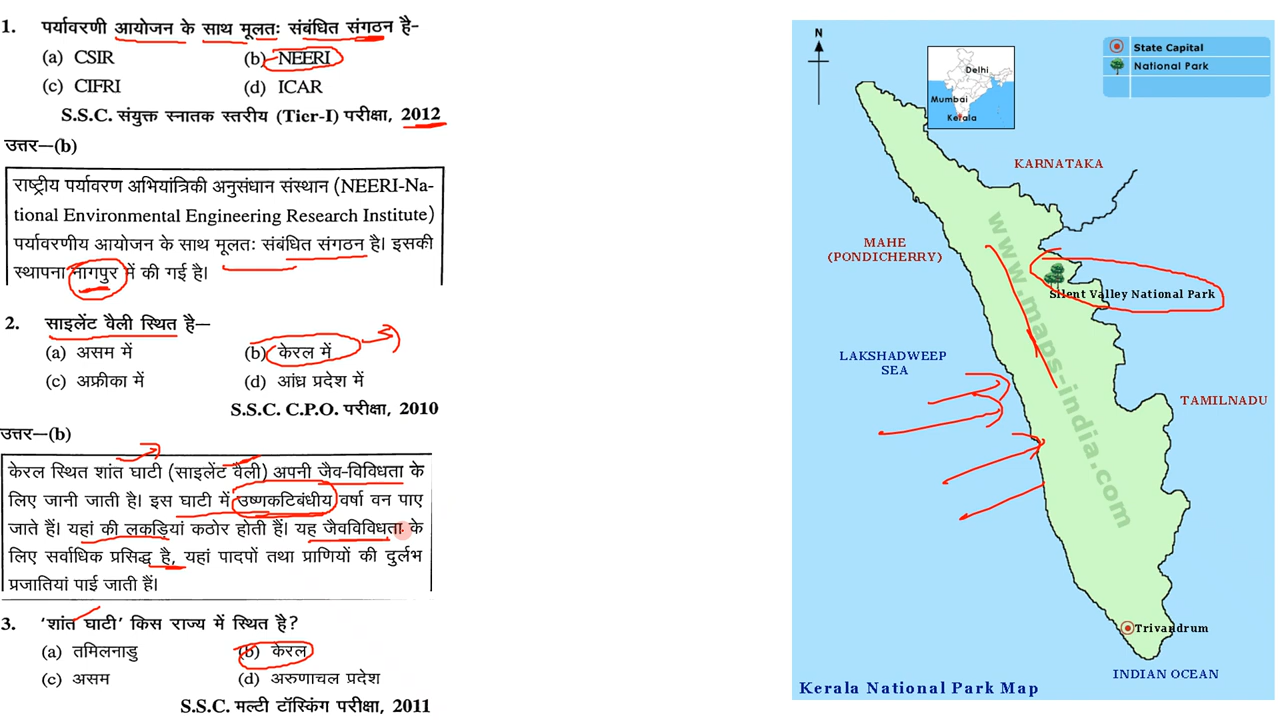 1. पर्यावरणी आयोजन के साथ मूलतः संबंधित संगठन है-
(a) CSIR (b) NEERI
(c) CIFRI (d) ICAR
S.S.C. संयुक्त स्नातक स्तरीय (Tier-I) परीक्षा, 2012
उत्तर—(b)
राष्ट्रीय पर्यावरण अभियांत्रिकी अनुसंधान संस्थान (NEERI-Na-
tional Environmental Engineering Research Institute)
पर्यावरणीय आयोजन के साथ मूलतः संबंधित संगठन है। इसकी
स्थापना नागपुर में की गई है।
2. साइलेंट वैली स्थित है—
(a) असम में (b) केरल में
(c) अफ्रीका में (d) आंध्र प्रदेश में
S.S.C. C.P.O. परीक्षा, 2010
उत्तर—(b)
केरल स्थित शांत घाटी (साइलेंट वैली) अपनी जैव-विविधता के
लिए जानी जाती है। इस घाटी में उष्णकटिबंधीय वर्षा वन पाए
जाते हैं। यहां की लकड़ियां कठोर होती हैं। यह जैवविविधता के
लिए सर्वाधिक प्रसिद्ध है, यहां पादपों तथा प्राणियों की दुर्लभ
प्रजातियां पाई जाती हैं।
3. 'शांत घाटी' किस राज्य में स्थित है?
(a) तमिलनाडु (b) केरल
(c) असम (d) अरुणाचल प्रदेश
S.S.C. मल्टी टॉस्किंग परीक्षा, 2011
N
State Capital
National Park
Delhi
Mumbai
Kerala
KARNATAKA
MAHE
(PONDICHERRY)
Silent Valley National Park
www.maps-india.com
LAKSHADWEEP
SEA
TAMILNADU
Trivandrum
INDIAN OCEAN
Kerala National Park Map